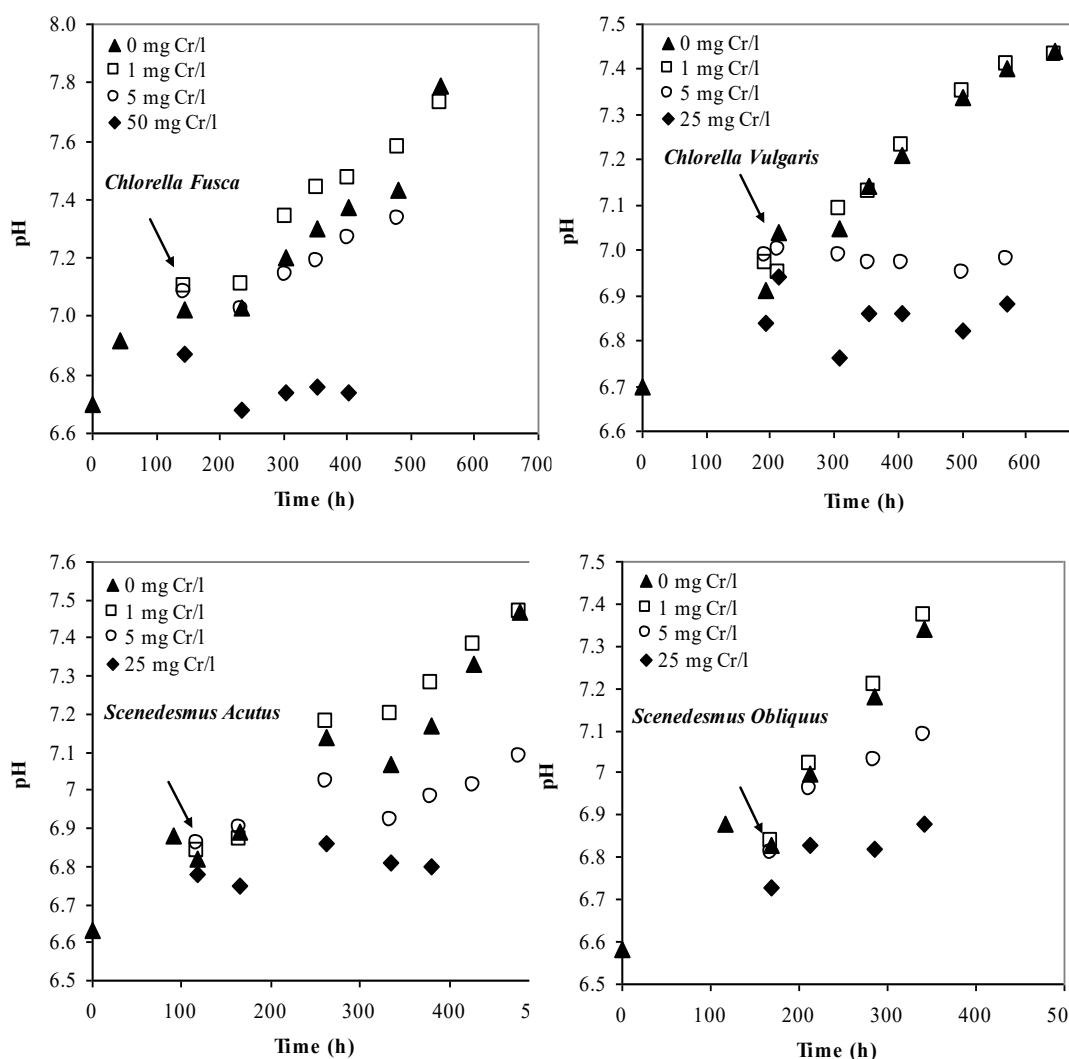 8.0
7.8
7.6
7.4
7.2
7.0
6.8
6.6
pH
0 mg Cr/l
1 mg Cr/l
5 mg Cr/l
50 mg Cr/l
Chlorella Fusca
0 100 200 300 400 500 600 700
Time (h)
7.5
7.4
7.3
7.2
7.1
7.0
6.9
6.8
6.7
6.6
pH
0 mg Cr/l
1 mg Cr/l
5 mg Cr/l
25 mg Cr/l
Chlorella Vulgaris
0 100 200 300 400 500 600
Time (h)
7.6
7.5
7.4
7.3
7.2
7.1
7
6.9
6.8
6.7
6.6
6.5
pH
0 mg Cr/l
1 mg Cr/l
5 mg Cr/l
25 mg Cr/l
Scenedesmus Acutus
0 100 200 300 400 5
Time (h)
7.5
7.4
7.3
7.2
7.1
7
6.9
6.8
6.7
6.6
6.5
pH
0 mg Cr/l
1 mg Cr/l
5 mg Cr/l
25 mg Cr/l
Scenedesmus Obliquus
0 100 200 300 400 50
Time (h)